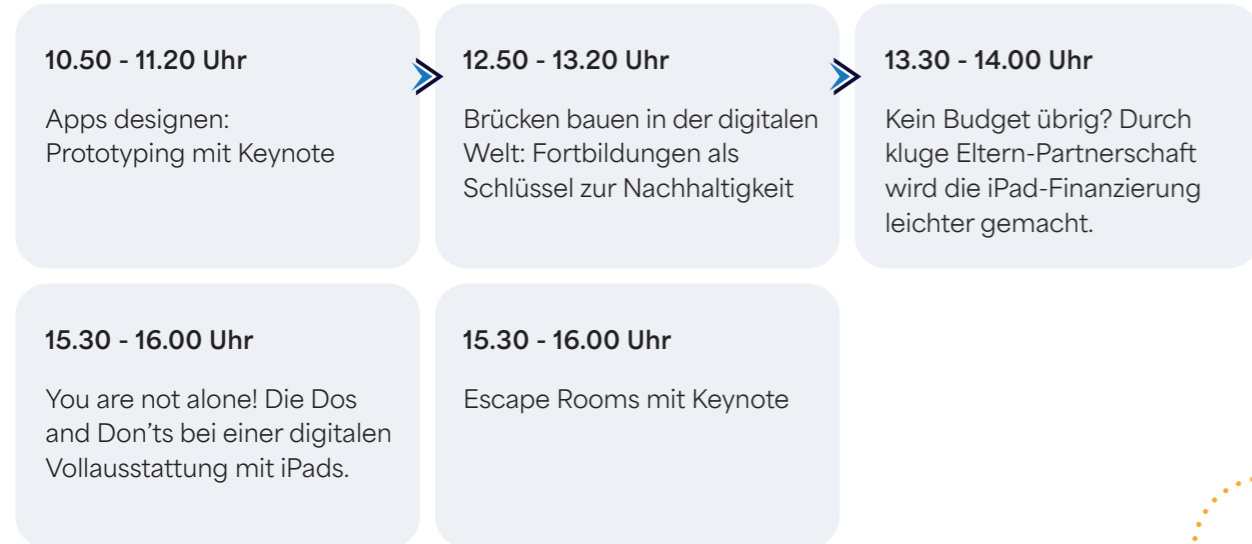 10.50 - 11.20 Uhr
Apps designen:
Prototyping mit Keynote
12.50 - 13.20 Uhr
Brücken bauen in der digitalen
Welt: Fortbildungen als
Schlüssel zur Nachhaltigkeit
13.30 - 14.00 Uhr
Kein Budget übrig? Durch
kluge Eltern-Partnerschaft
wird die iPad-Finanzierung
leichter gemacht.
15.30 - 16.00 Uhr
You are not alone! Die Dos
and Don’ts bei einer digitalen
Vollausstattung mit iPads.
15.30 - 16.00 Uhr
Escape Rooms mit Keynote